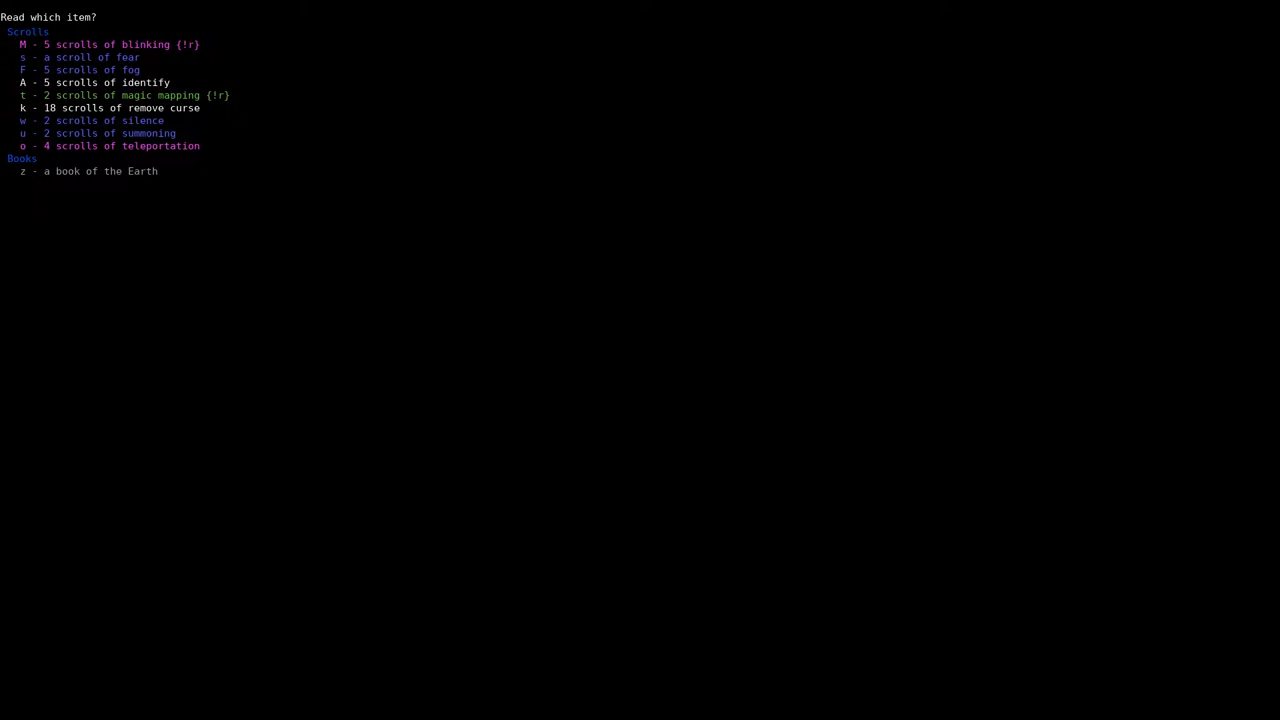 Read which item?
Scrolls
M - 5 scrolls of blinking {!r}
s - a scroll of fear
F - 5 scrolls of fog
A - 5 scrolls of identify
t - 2 scrolls of magic mapping {!r}
k - 18 scrolls of remove curse
w - 2 scrolls of silence
u - 2 scrolls of summoning
o - 4 scrolls of teleportation
Books
z - a book of the Earth